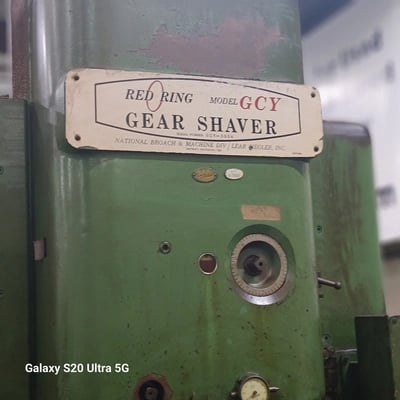 RED RING MODEL GCY
GEAR SHAVER
NATIONAL BROACH & MACHINE DIV / LEAR SIEGLER, INC.
Galaxy S20 Ultra 5G